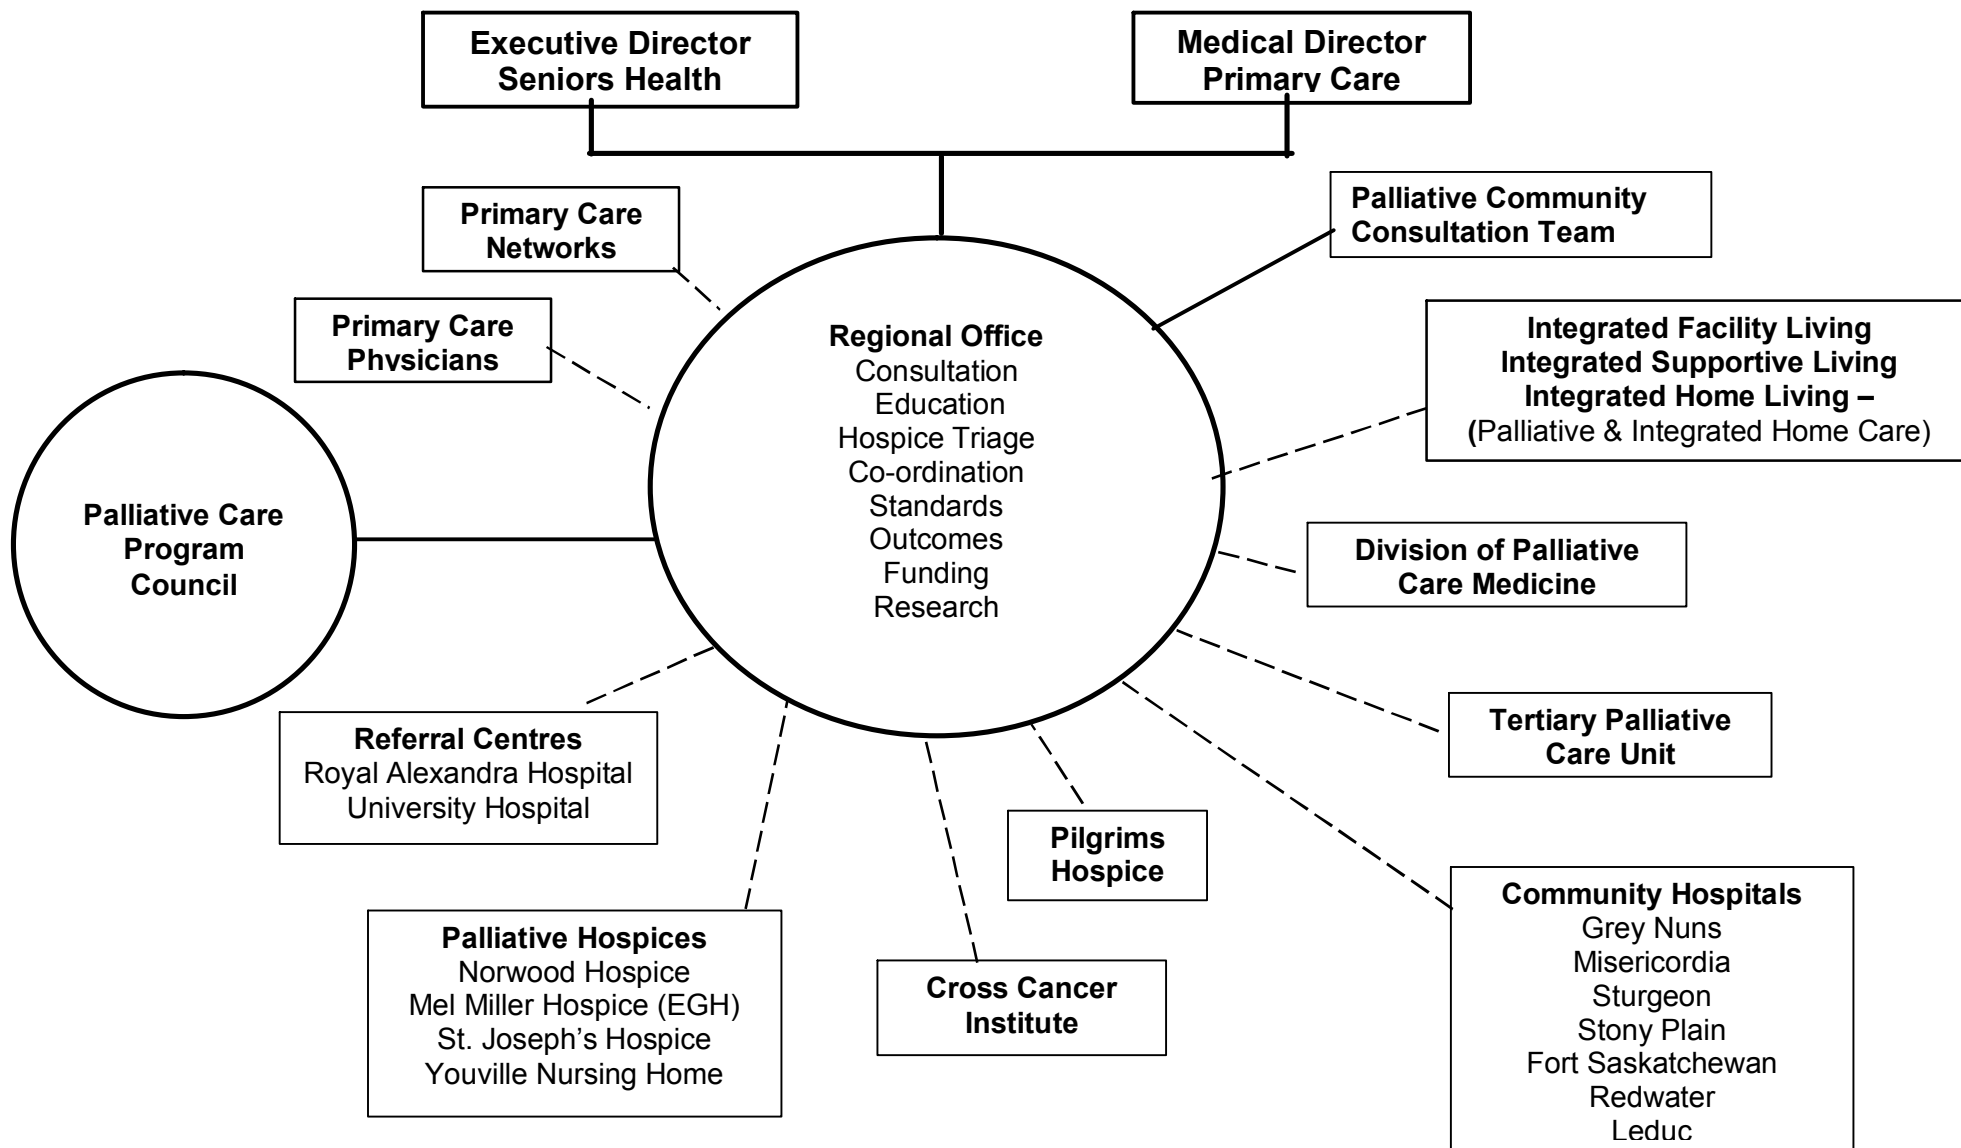 Executive Director
Seniors Health
Medical Director
Primary Care
Primary Care
Networks
Palliative Community
Consultation Team
Primary Care
Physicians
Regional Office
Consultation
Education
Hospice Triage
Co-ordination
Standards
Outcomes
Funding
Research
Integrated Facility Living
Integrated Supportive Living
Integrated Home Living –
(Palliative & Integrated Home Care)
Palliative Care
Program
Council
Division of Palliative
Care Medicine
Referral Centres
Royal Alexandra Hospital
University Hospital
Tertiary Palliative
Care Unit
Pilgrims
Hospice
Palliative Hospices
Norwood Hospice
Mel Miller Hospice (EGH)
St. Joseph’s Hospice
Youville Nursing Home
Cross Cancer
Institute
Community Hospitals
Grey Nuns
Misericordia
Sturgeon
Stony Plain
Fort Saskatchewan
Redwater
Leduc